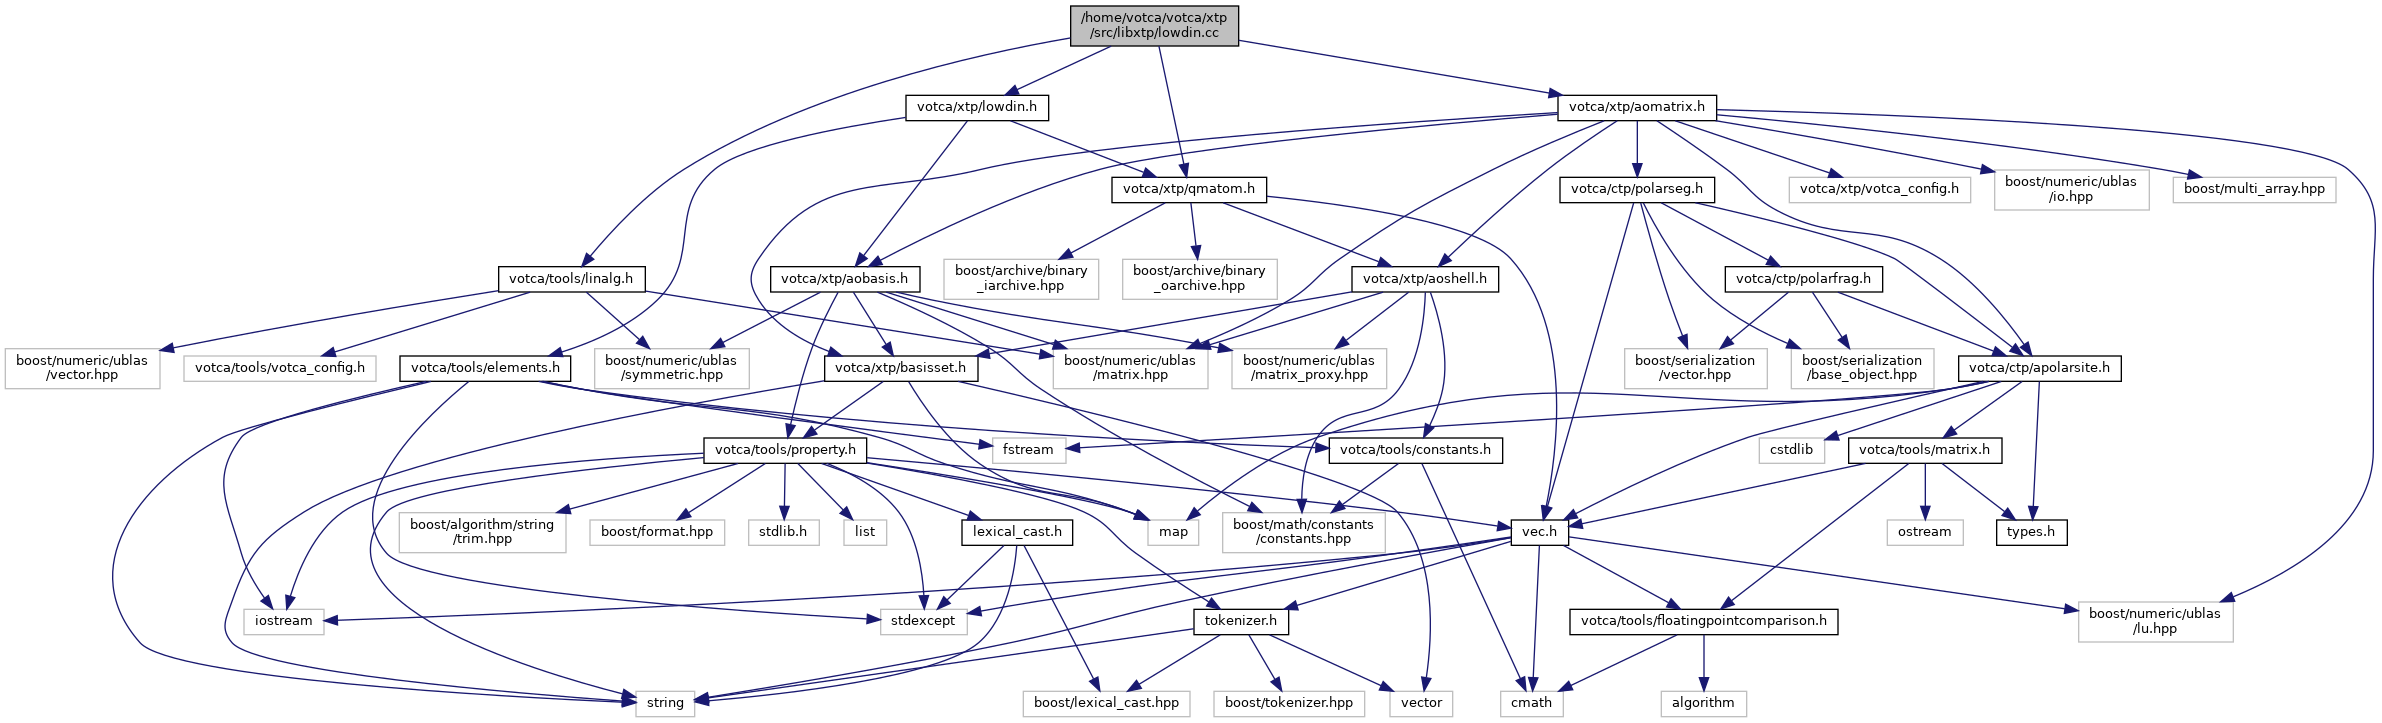 /home/votca/votca/xtp
/src/libxtp/lowdin.cc
votca/xtp/lowdin.h
votca/xtp/aomatrix.h
votca/xtp/qmatom.h
votca/ctp/polarseg.h
votca/xtp/votca_config.h
boost/numeric/ublas
/io.hpp
boost/multi_array.hpp
votca/tools/linalg.h
votca/xtp/aobasis.h
boost/archive/binary
_iarchive.hpp
boost/archive/binary
_oarchive.hpp
votca/xtp/aoshell.h
votca/ctp/polarfrag.h
boost/numeric/ublas
/vector.hpp
votca/tools/votca_config.h
votca/tools/elements.h
boost/numeric/ublas
/symmetric.hpp
votca/xtp/basisset.h
boost/numeric/ublas
/matrix.hpp
boost/numeric/ublas
/matrix_proxy.hpp
boost/serialization
/vector.hpp
boost/serialization
/base_object.hpp
votca/ctp/apolarsite.h
votca/tools/property.h
fstream
votca/tools/constants.h
cstdlib
votca/tools/matrix.h
boost/algorithm/string
/trim.hpp
boost/format.hpp
stdlib.h
list
lexical_cast.h
map
boost/math/constants
/constants.hpp
vec.h
ostream
types.h
iostream
stdexcept
tokenizer.h
votca/tools/floatingpointcomparison.h
boost/numeric/ublas
/lu.hpp
string
boost/lexical_cast.hpp
boost/tokenizer.hpp
vector
cmath
algorithm